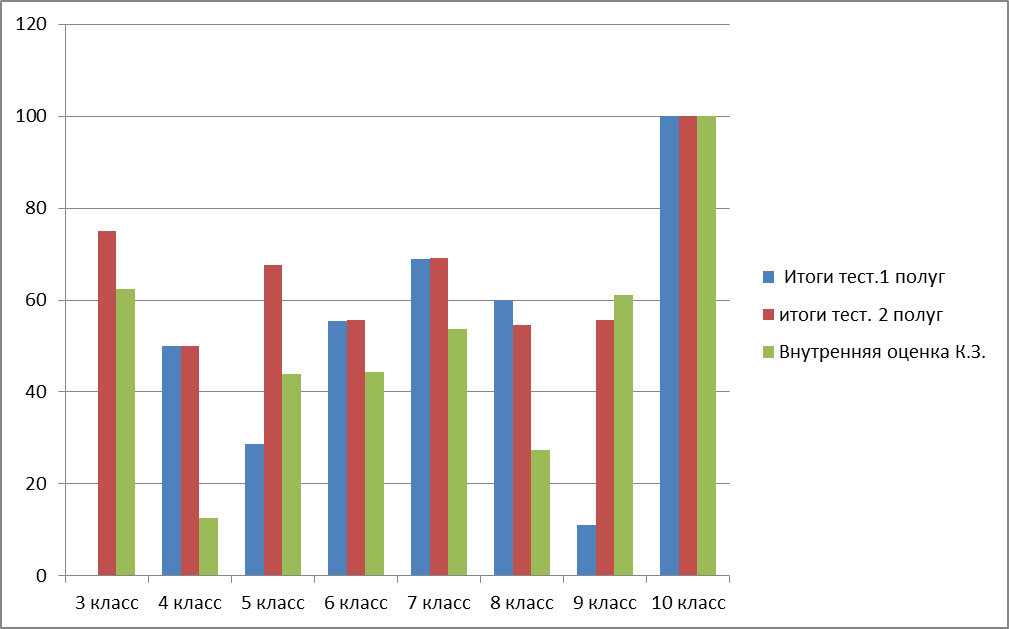 120
100
80
60
40
20
0
3 класс 4 класс 5 класс 6 класс 7 класс 8 класс 9 класс 10 класс
Итоги тест.1 полуг
итоги тест. 2 полуг
Внутренняя оценка К.З.